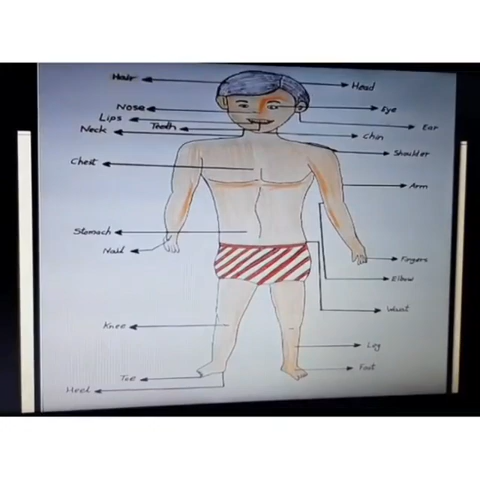 Hair
Head
Nose
Eye
Lips
Ear
Neck
Teeth
Chin
Shoulder
Chest
Arm
Stomach
Nail
Fingers
Elbow
Waist
Knee
Leg
Foot
Toe
Heel